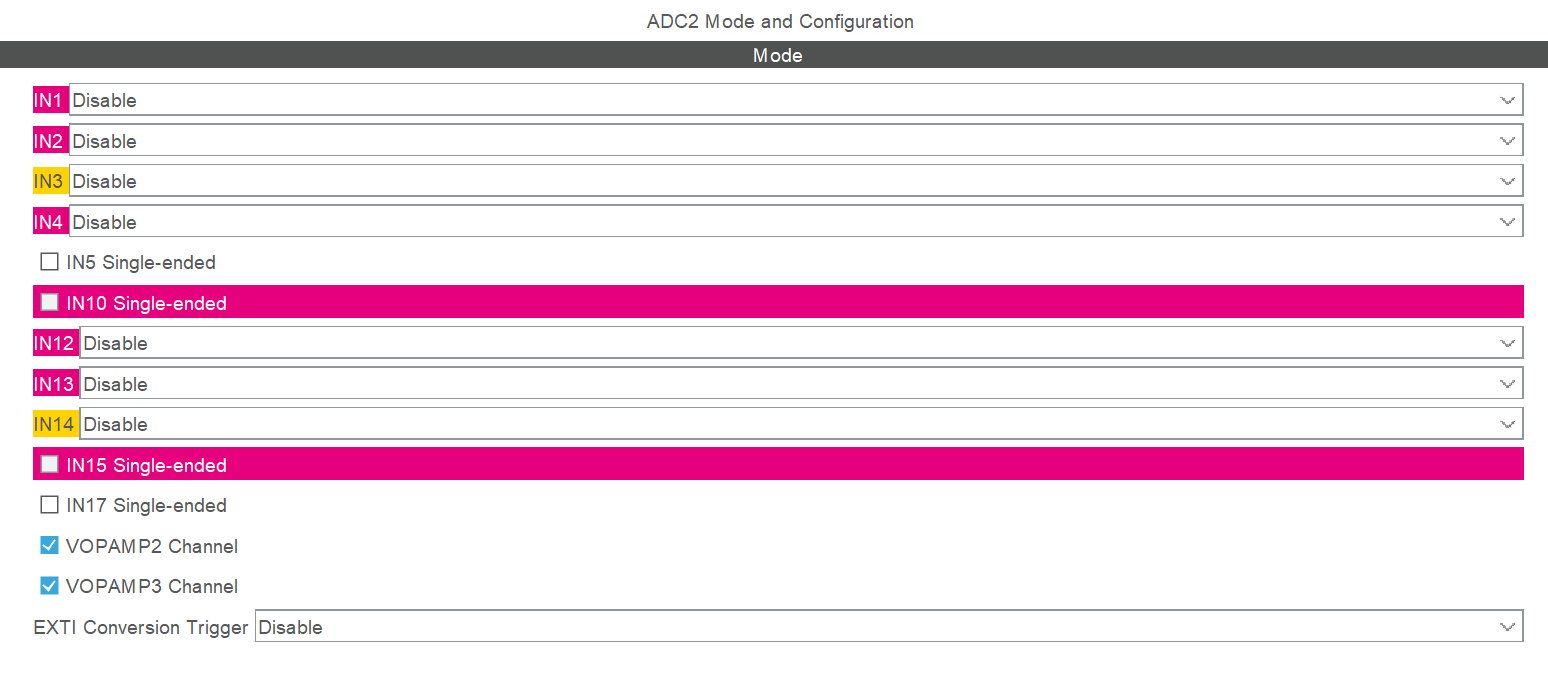 ADC2 Mode and Configuration
Mode
IN1 Disable
IN2 Disable
IN3 Disable
IN4 Disable
IN5 Single-ended
IN10 Single-ended
IN12 Disable
IN13 Disable
IN14 Disable
IN15 Single-ended
IN17 Single-ended
VOPAMP2 Channel
VOPAMP3 Channel
EXTI Conversion Trigger Disable